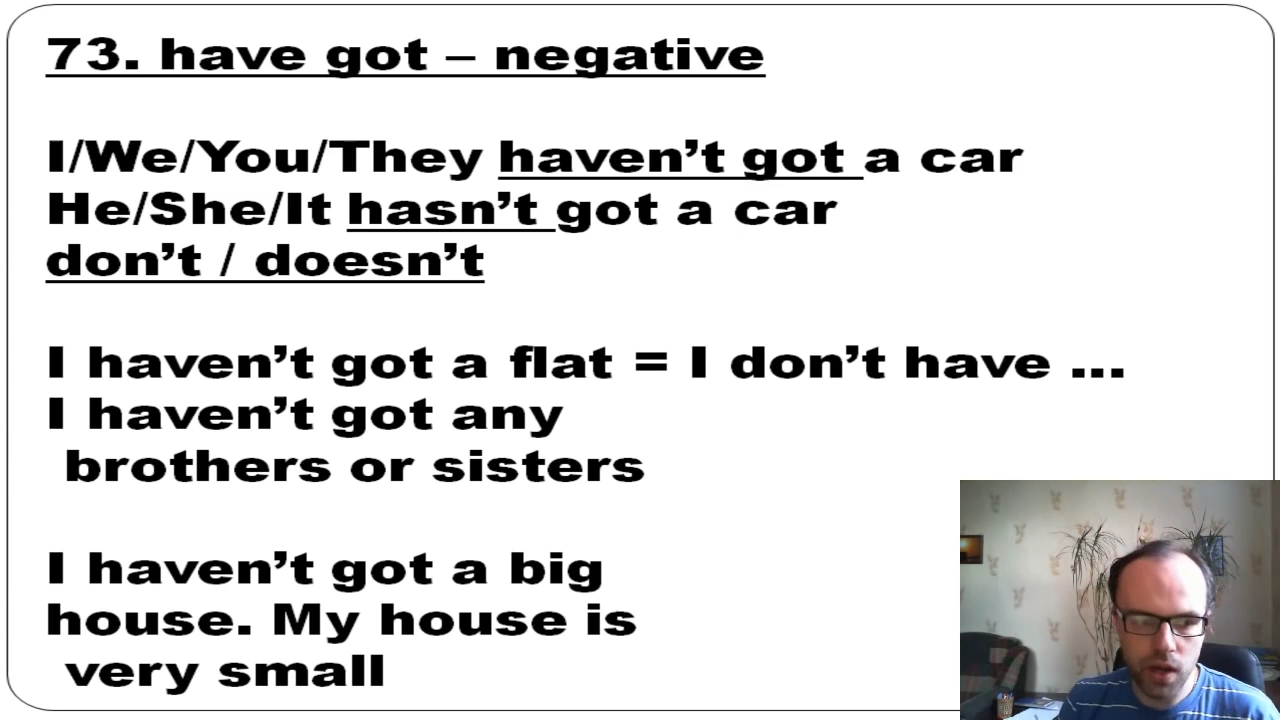 73. have got – negative
I/We/You/They haven’t got a car
He/She/It hasn’t got a car
don’t / doesn’t
I haven’t got a flat = I don’t have ...
I haven’t got any
brothers or sisters
I haven’t got a big
house. My house is
very small